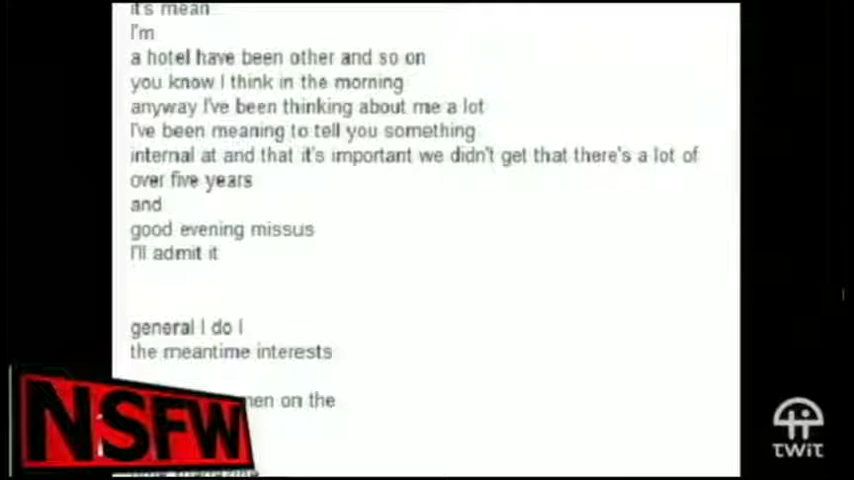 it's mean
I'm
a hotel have been other and so on
you know I think in the morning
anyway I've been thinking about me a lot
I've been meaning to tell you something
internal at and that it's important we didn't get that there's a lot of
over five years
and
good evening missus
I'll admit it
general I do I
the meantime interests
on the
NSFW
TWiT